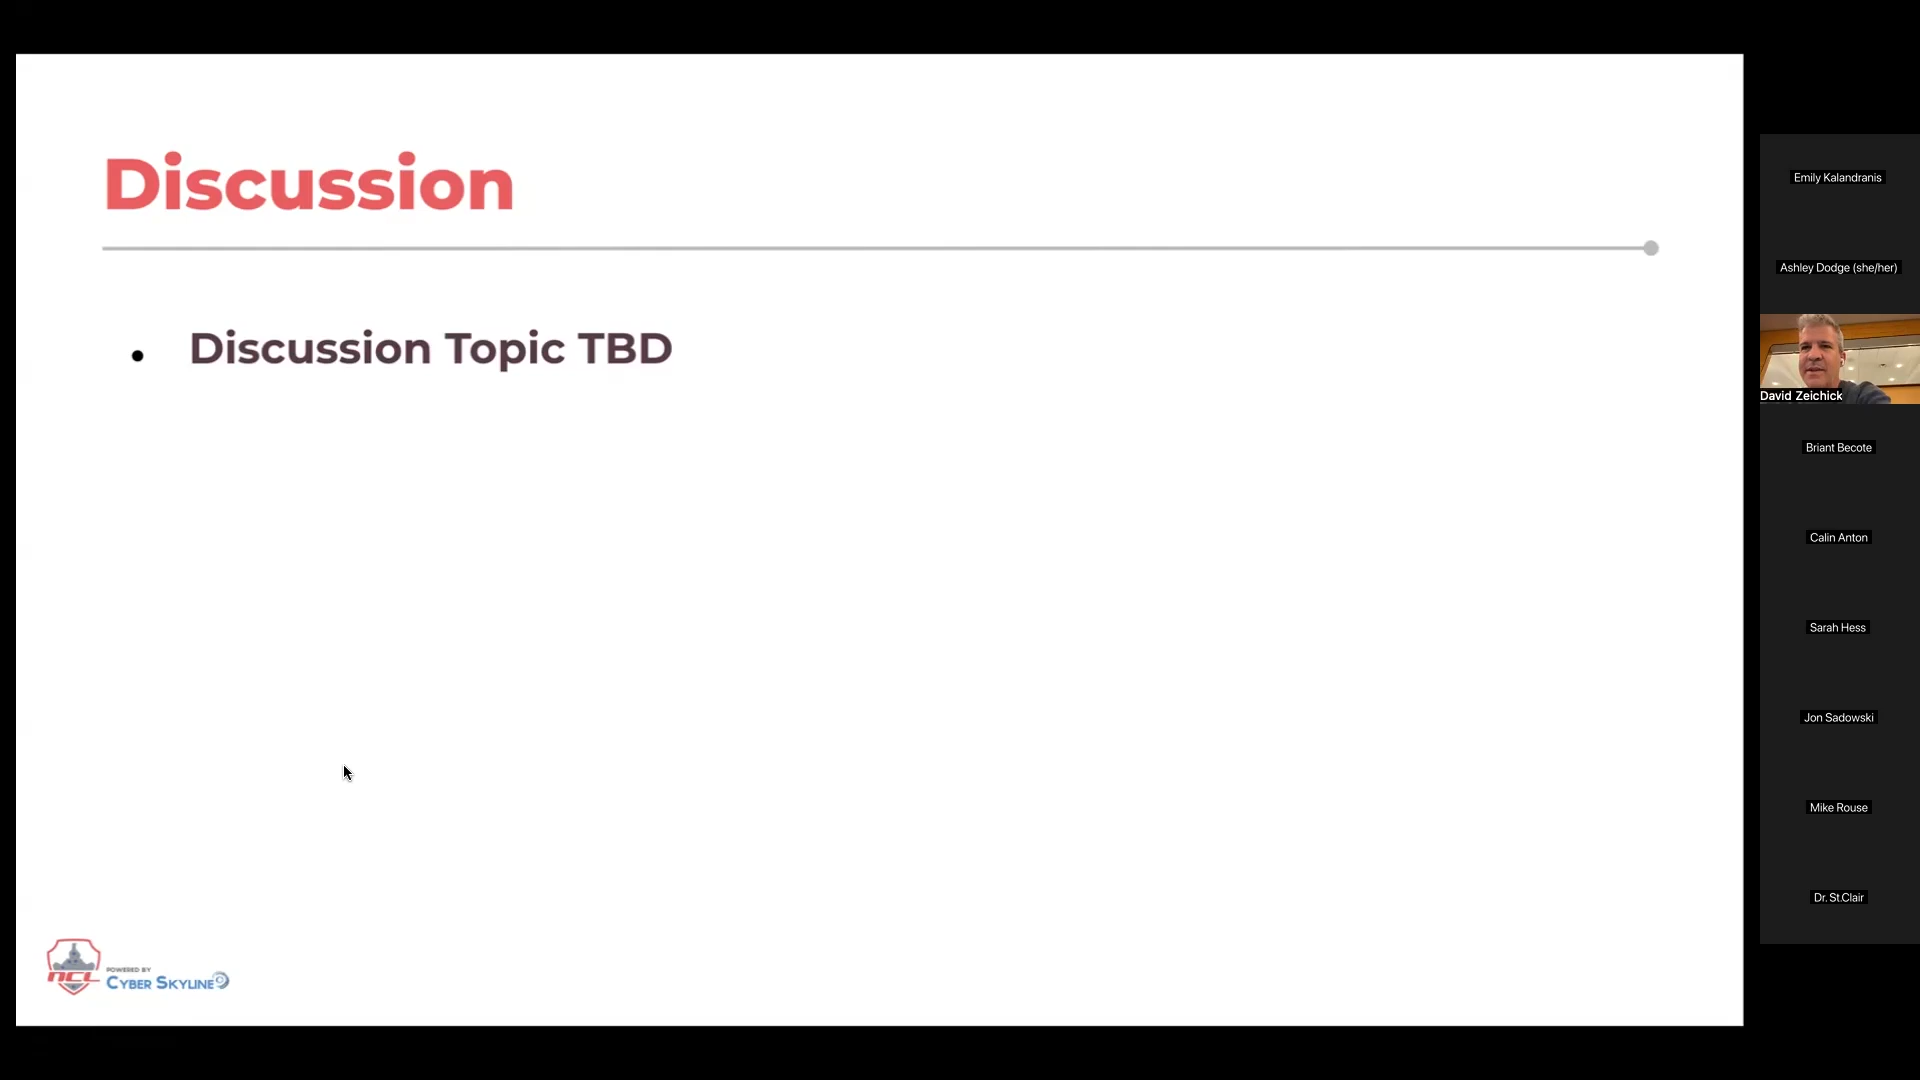 Discussion
• Discussion Topic TBD
NCL
POWERED BY
CYBER SKYLINE
Emily Kalandranis
Ashley Dodge (she/her)
David Zeichick
Briant Becote
Calin Anton
Sarah Hess
Jon Sadowski
Mike Rouse
Dr. St.Clair